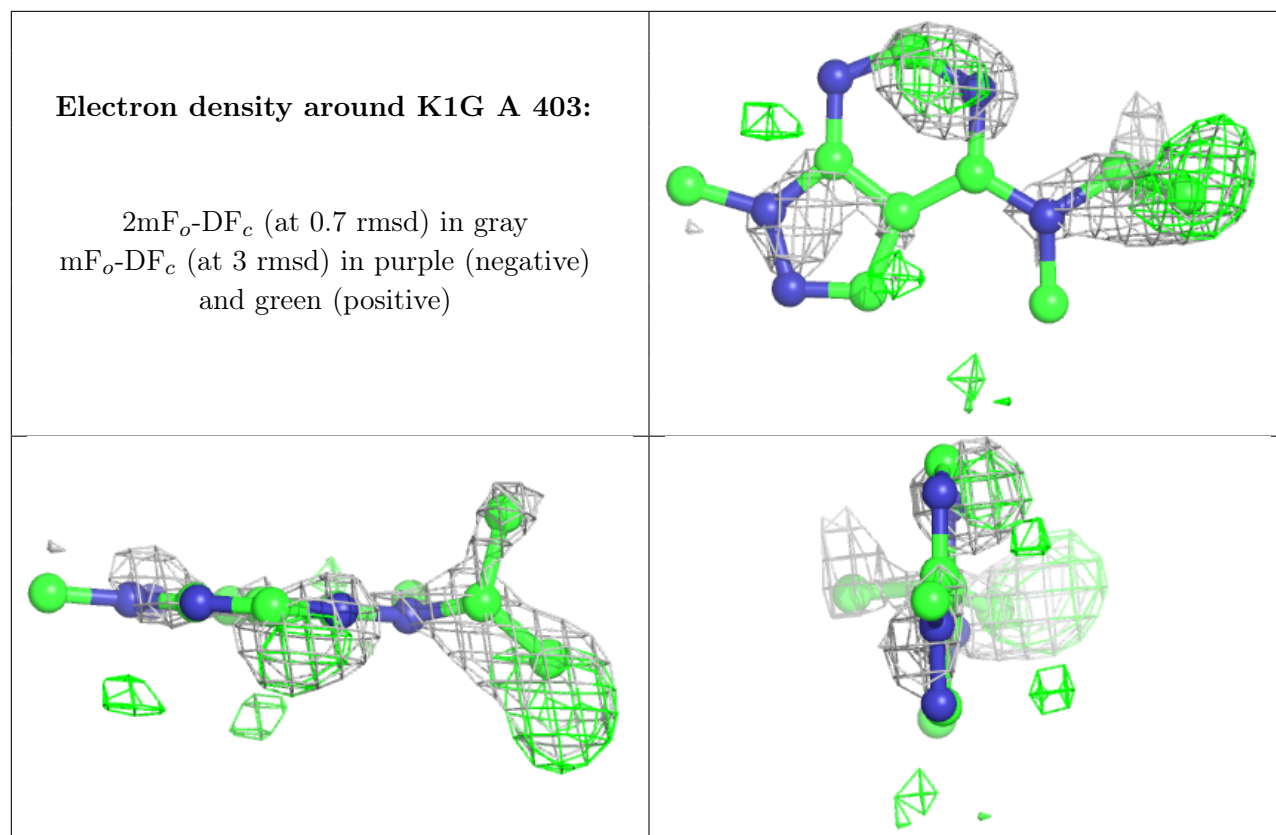 Electron density around K1G A 403:
2mFo-DFc (at 0.7 rmsd) in gray
mFo-DFc (at 3 rmsd) in purple (negative)
and green (positive)